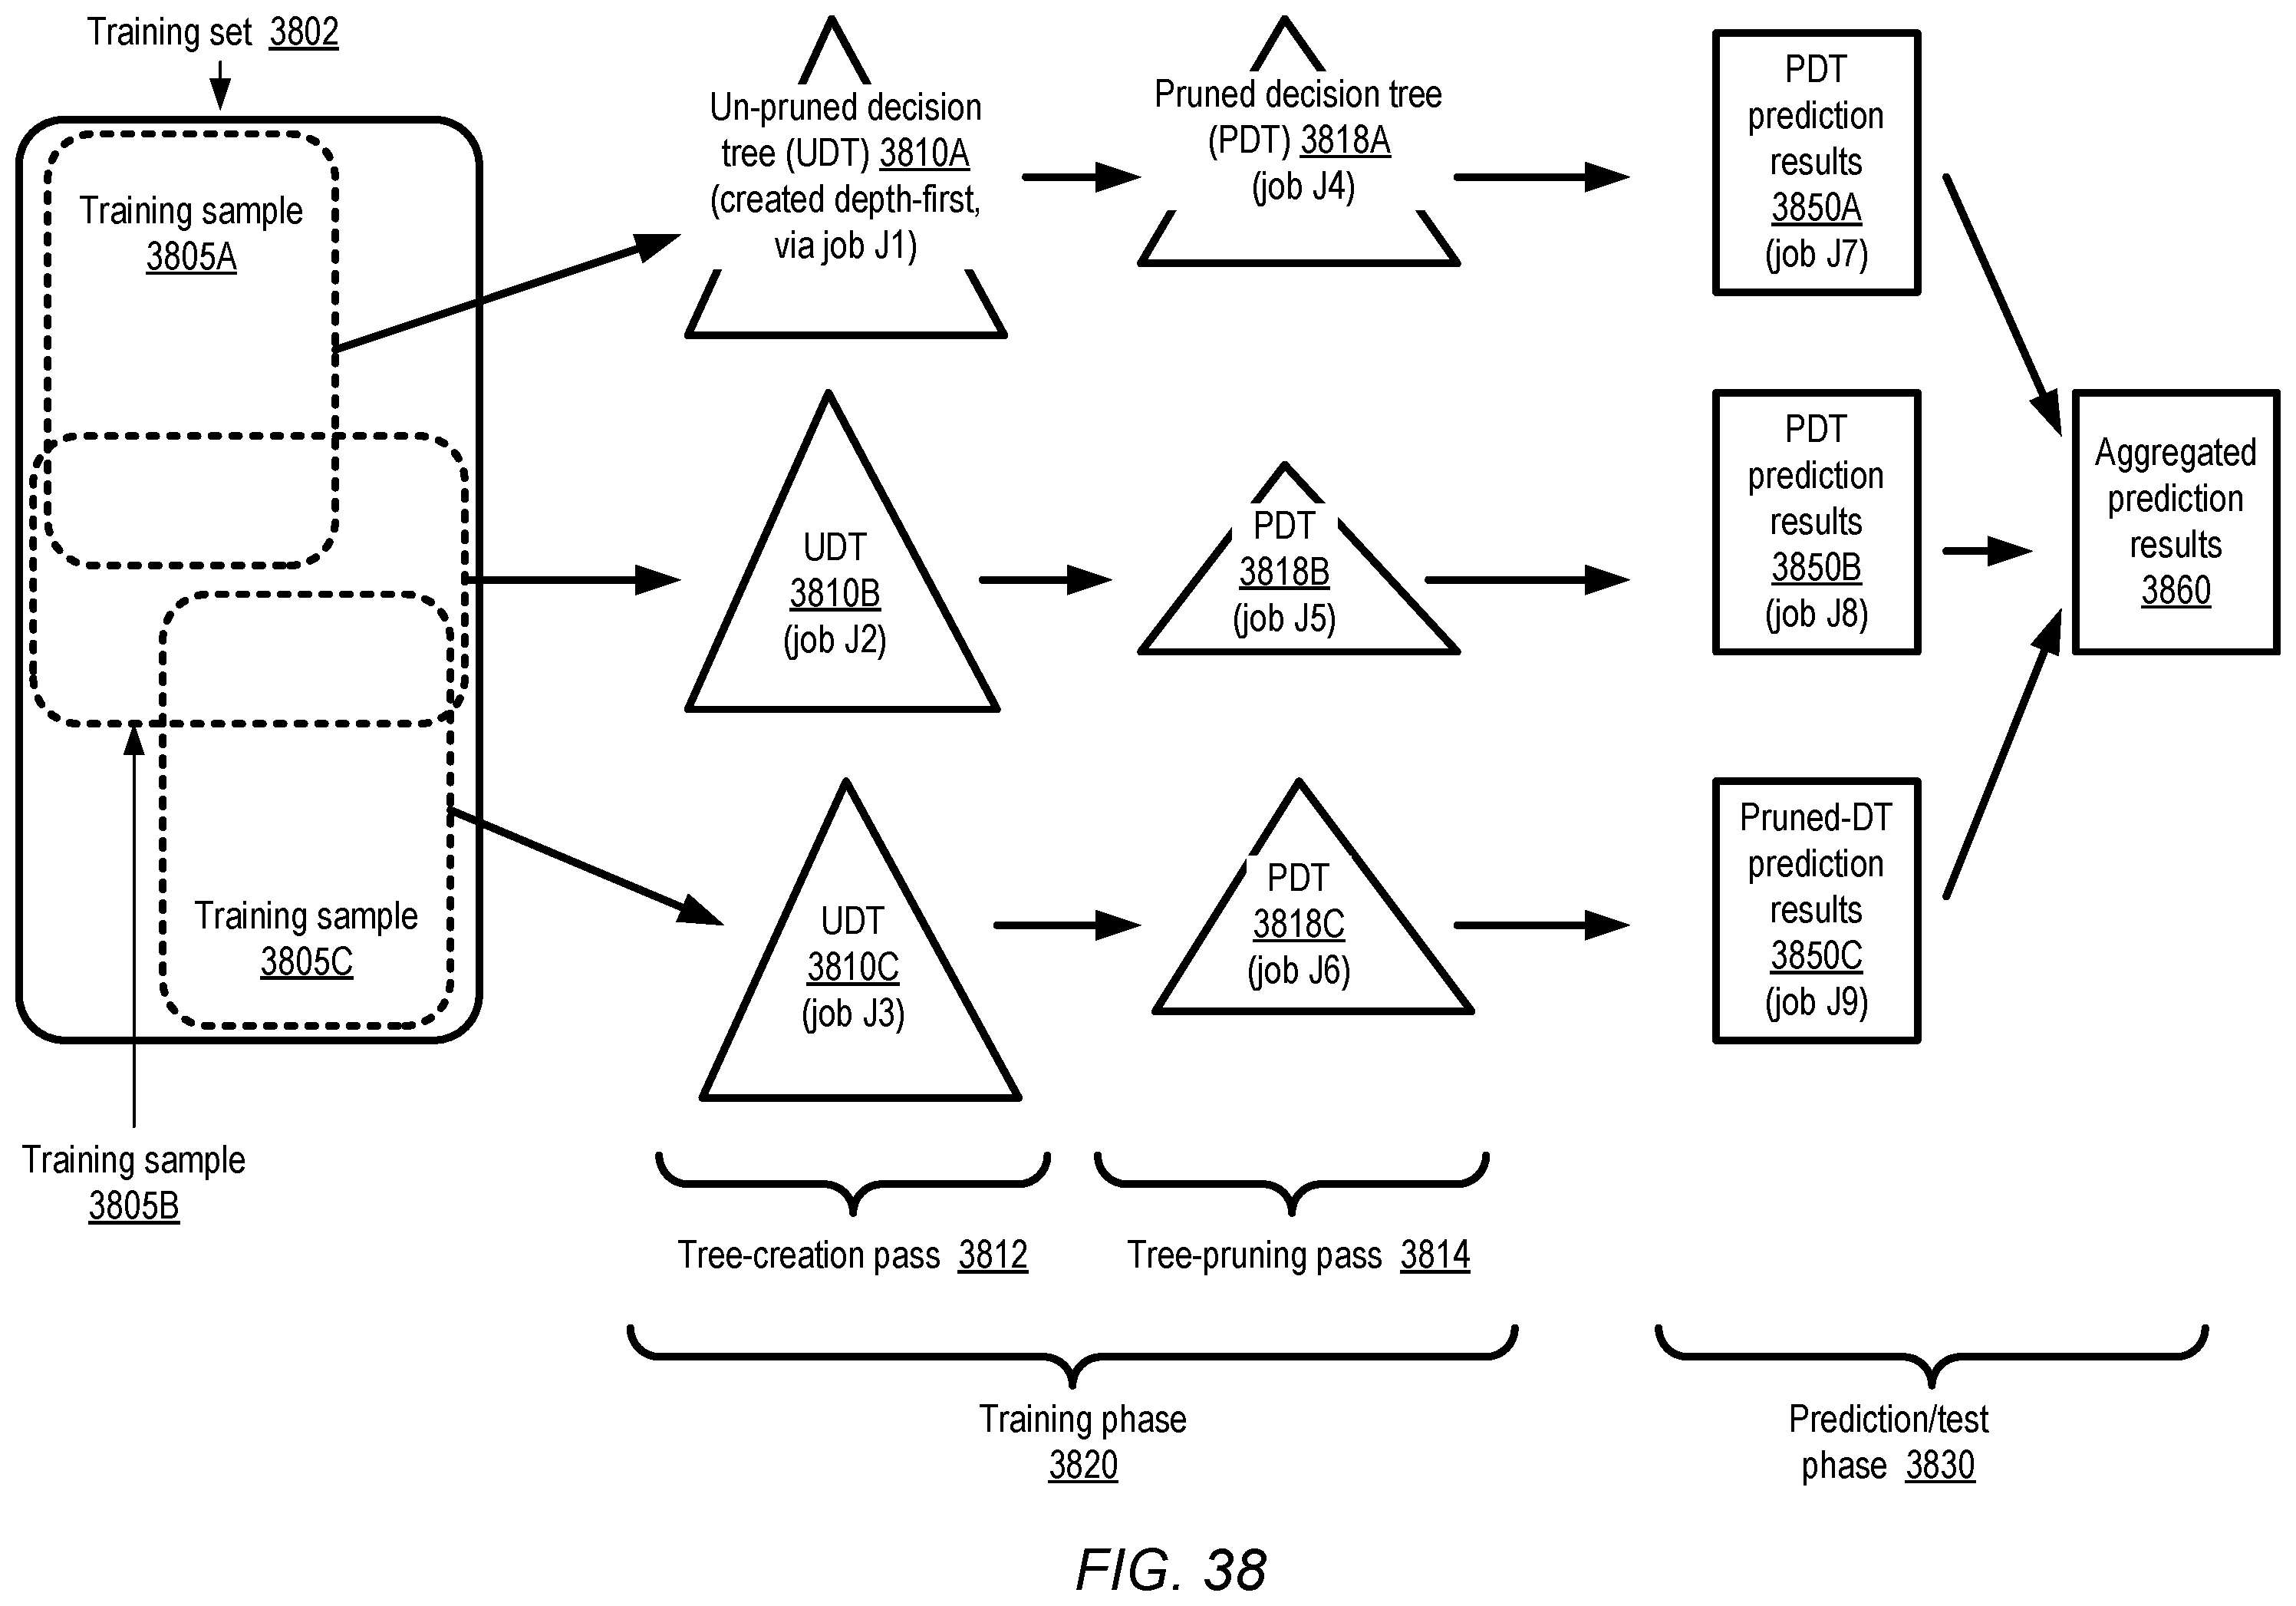 Training set 3802
Training sample
3805A
Un-pruned decision
tree (UDT) 3810A
(created depth-first,
via job J1)
Pruned decision tree
(PDT) 3818A
(job J4)
PDT
prediction
results
3850A
(job J7)
UDT
3810B
(job J2)
PDT
3818B
(job J5)
PDT
prediction
results
3850B
(job J8)
Aggregated
prediction
results
3860
Training sample
3805C
UDT
3810C
(job J3)
PDT
3818C
(job J6)
Pruned-DT
prediction
results
3850C
(job J9)
Training sample
3805B
Tree-creation pass 3812
Tree-pruning pass 3814
Training phase
3820
Prediction/test
phase 3830
FIG. 38